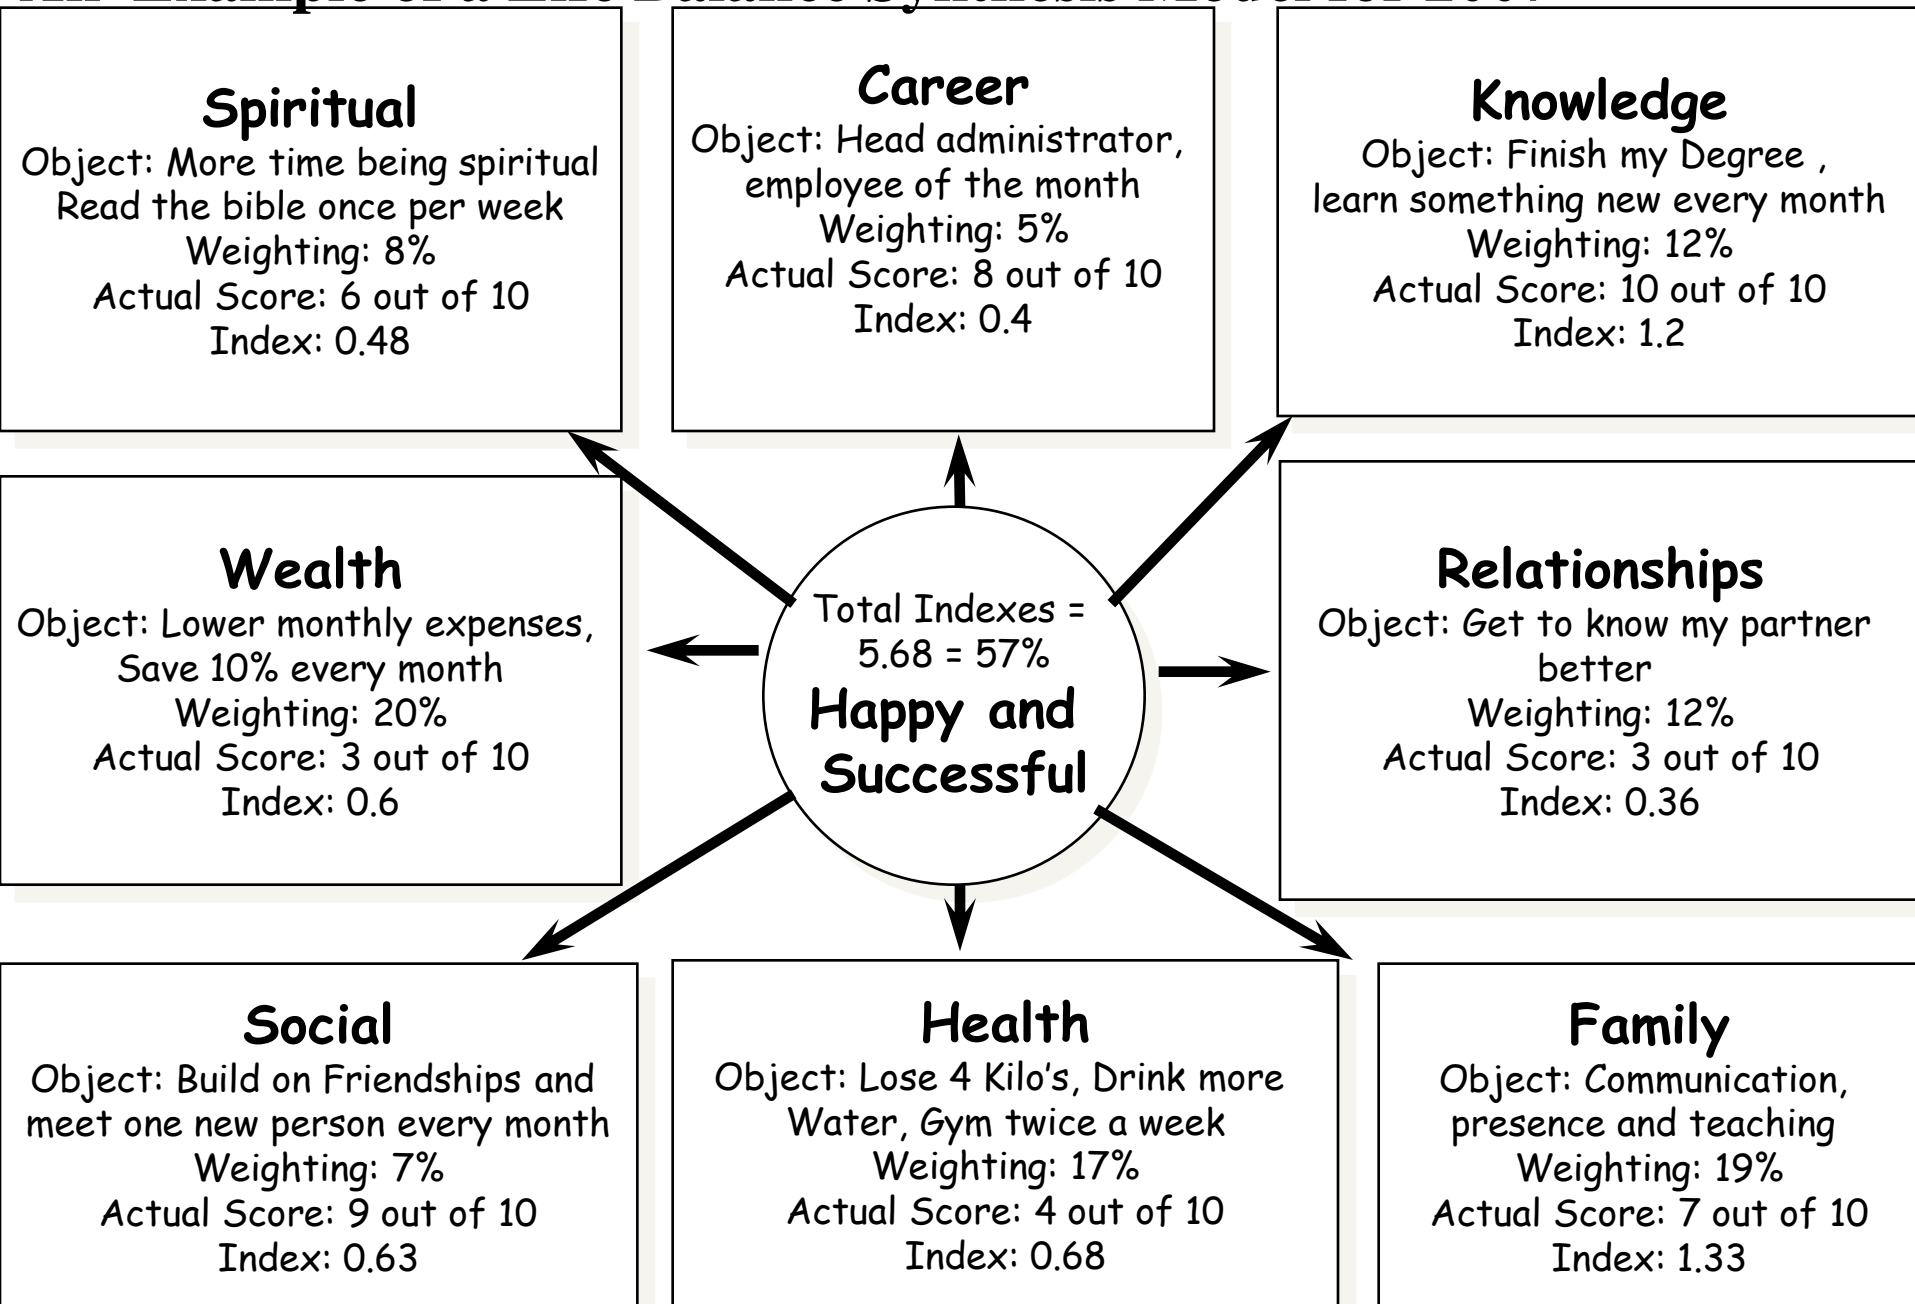 Spiritual
Object: More time being spiritual
Read the bible once per week
Weighting: 8%
Actual Score: 6 out of 10
Index: 0.48
Career
Object: Head administrator,
employee of the month
Weighting: 5%
Actual Score: 8 out of 10
Index: 0.4
Knowledge
Object: Finish my Degree ,
learn something new every month
Weighting: 12%
Actual Score: 10 out of 10
Index: 1.2
Wealth
Object: Lower monthly expenses,
Save 10% every month
Weighting: 20%
Actual Score: 3 out of 10
Index: 0.6
Total Indexes =
5.68 = 57%
Happy and
Successful
Relationships
Object: Get to know my partner
better
Weighting: 12%
Actual Score: 3 out of 10
Index: 0.36
Social
Object: Build on Friendships and
meet one new person every month
Weighting: 7%
Actual Score: 9 out of 10
Index: 0.63
Health
Object: Lose 4 Kilo’s, Drink more
Water, Gym twice a week
Weighting: 17%
Actual Score: 4 out of 10
Index: 0.68
Family
Object: Communication,
presence and teaching
Weighting: 19%
Actual Score: 7 out of 10
Index: 1.33